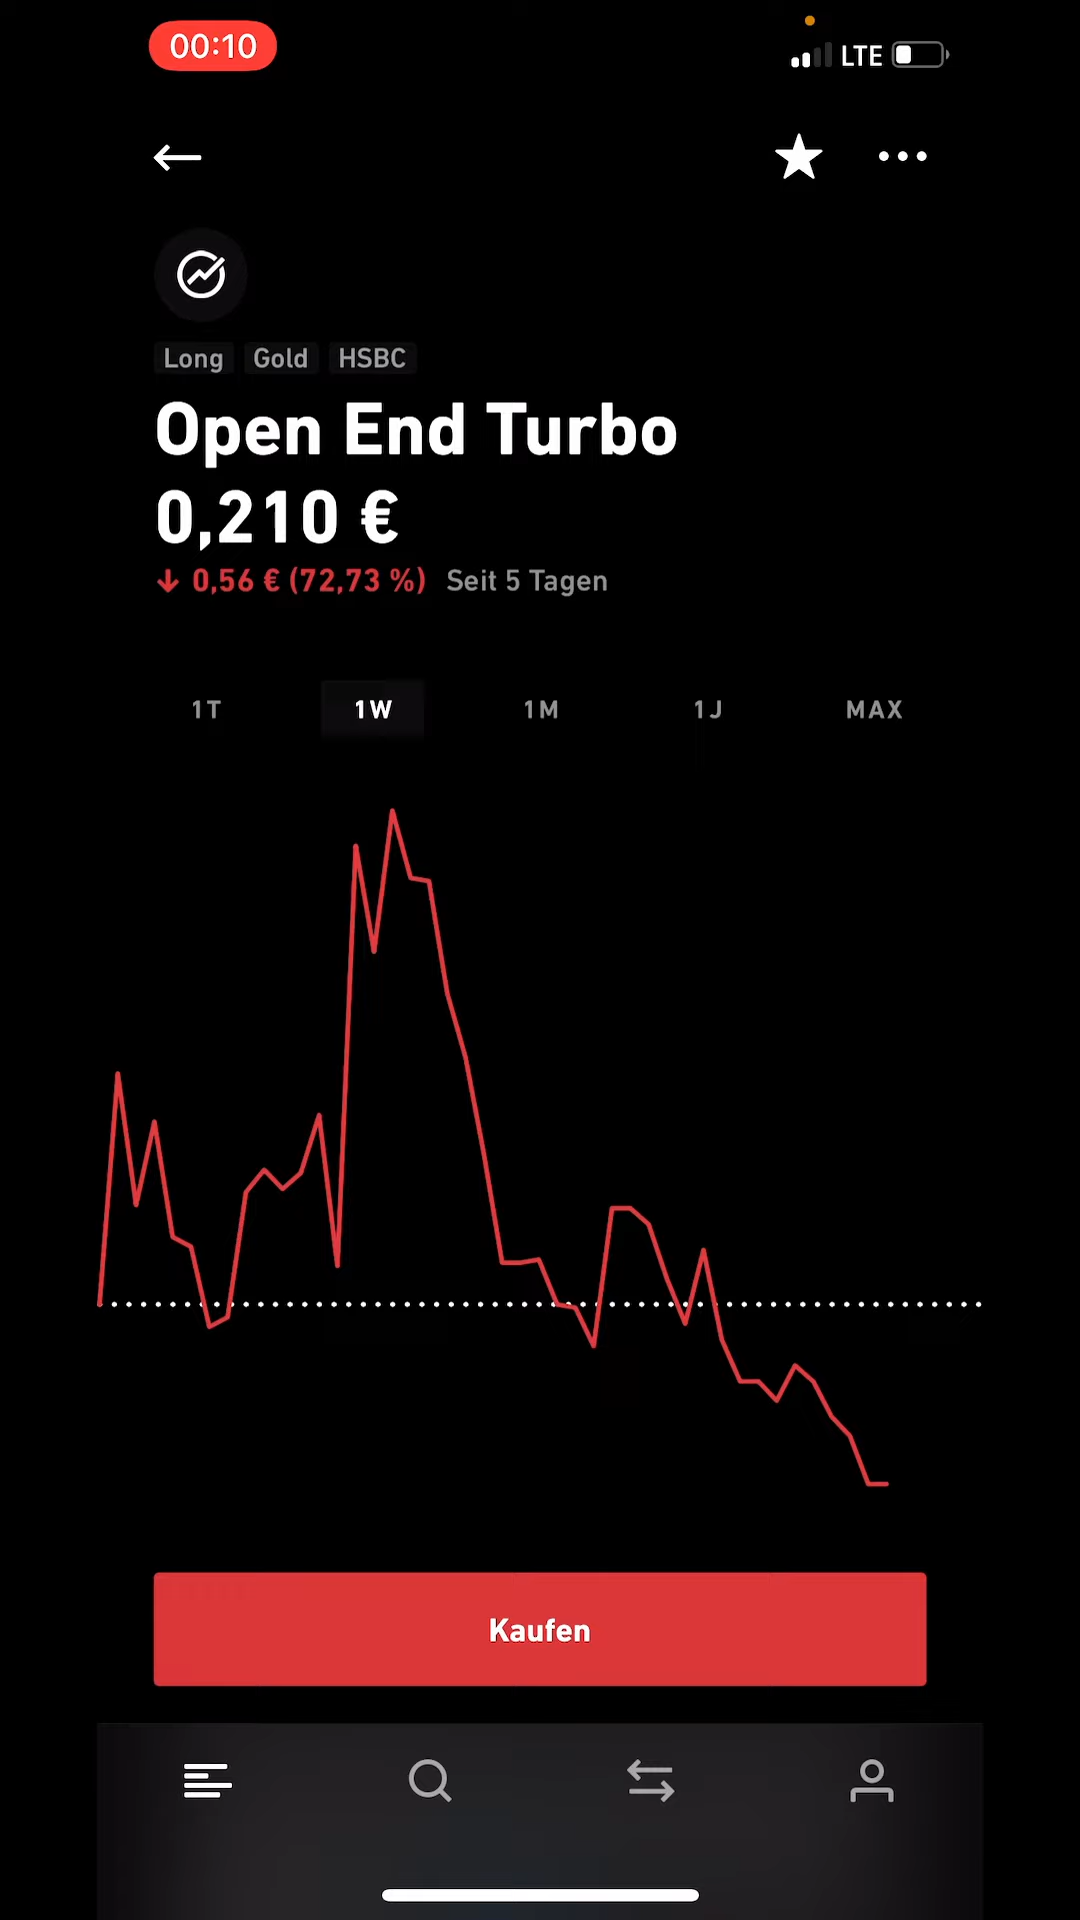 00:10
LTE
Long Gold HSBC
Open End Turbo
0,210 €
0,56 € (72,73 %) Seit 5 Tagen
1T 1W 1M 1J MAX
Kaufen